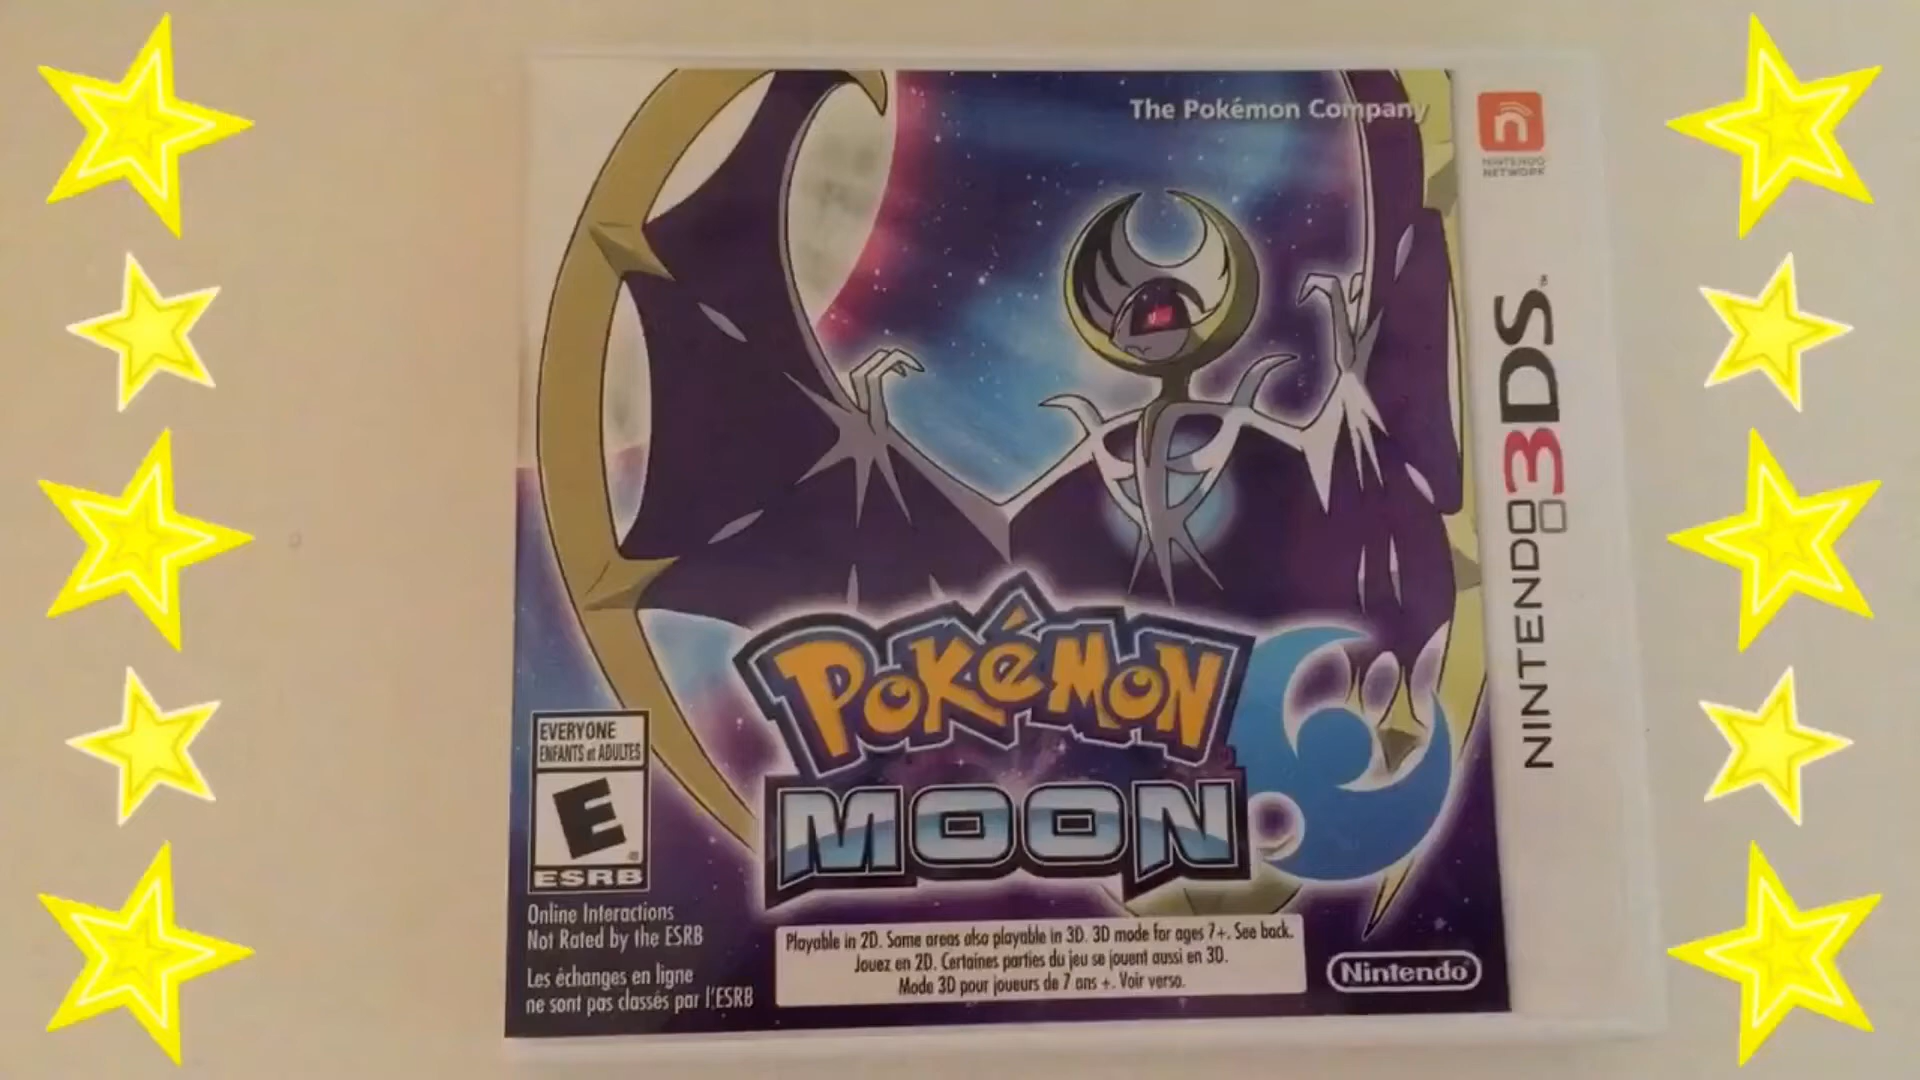 The Pokémon Company
NINTENDO
NETWORK
NINTENDO 3DS
POKéMON
MOON
EVERYONE
ENFANTS et ADULTES
E
ESRB
Online Interactions
Not Rated by the ESRB
Les échanges en ligne
ne sont pas classés par l'ESRB
Playable in 2D. Some areas also playable in 3D. 3D mode for ages 7+. See back.
Jouez en 2D. Certaines parties du jeu se jouent aussi en 3D.
Mode 3D pour joueurs de 7 ans +. Voir verso.
Nintendo